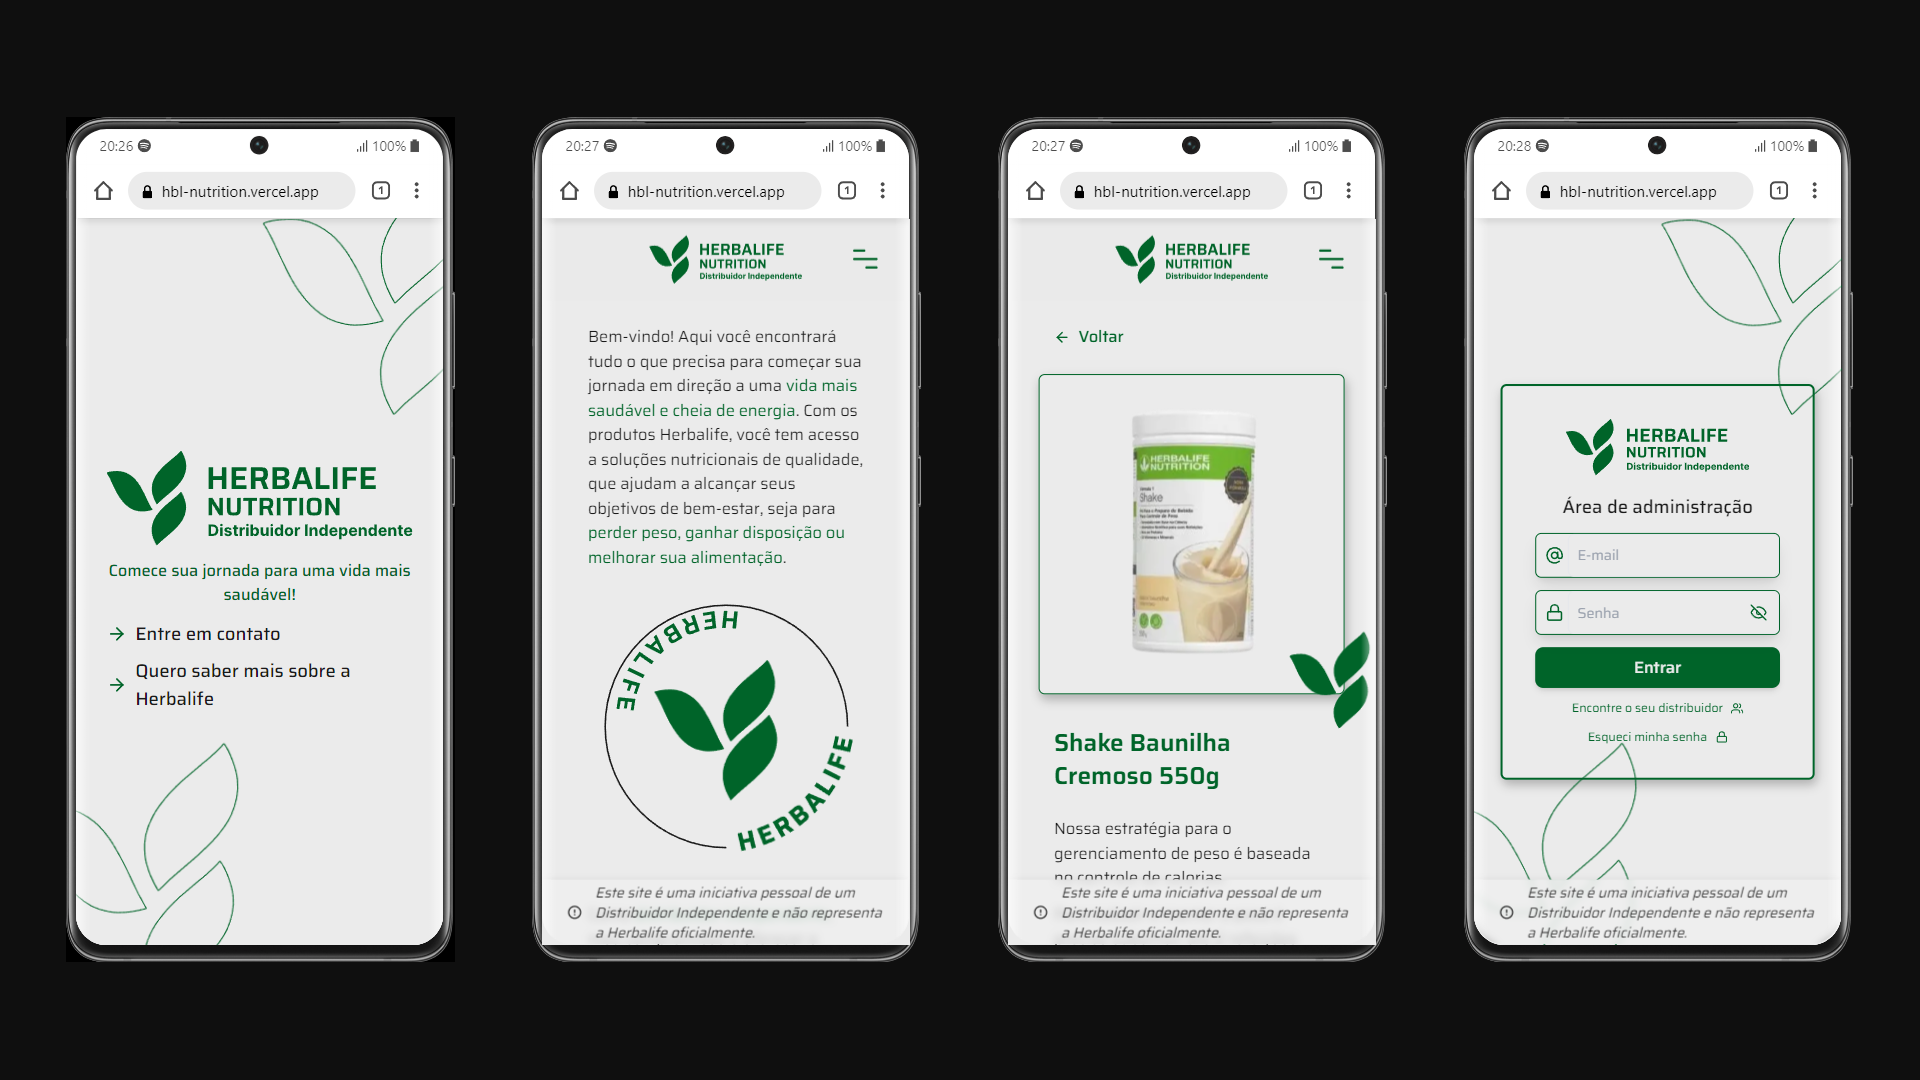 20:26
100%
hbl-nutrition.vercel.app
1
HERBALIFE
NUTRITION
Distribuidor Independente
Comece sua jornada para uma vida mais
saudável!
Entre em contato
Quero saber mais sobre a
Herbalife
20:27
100%
hbl-nutrition.vercel.app
1
HERBALIFE
NUTRITION
Distribuidor Independente
Bem-vindo! Aqui você encontrará
tudo o que precisa para começar sua
jornada em direção a uma vida mais
saudável e cheia de energia. Com os
produtos Herbalife, você tem acesso
a soluções nutricionais de qualidade,
que ajudam a alcançar seus
objetivos de bem-estar, seja para
perder peso, ganhar disposição ou
melhorar sua alimentação.
HERBALIFE
HERBALIFE
Este site é uma iniciativa pessoal de um
Distribuidor Independente e não representa
a Herbalife oficialmente.
20:27
100%
hbl-nutrition.vercel.app
1
HERBALIFE
NUTRITION
Distribuidor Independente
Voltar
HERBALIFE
NUTRITION
Shake
Shake Baunilha
Cremoso 550g
Nossa estratégia para o
gerenciamento de peso é baseada
no controle de calorias
Este site é uma iniciativa pessoal de um
Distribuidor Independente e não representa
a Herbalife oficialmente.
20:28
100%
hbl-nutrition.vercel.app
1
HERBALIFE
NUTRITION
Distribuidor Independente
Área de administração
E-mail
Senha
Entrar
Encontre o seu distribuidor
Esqueci minha senha
Este site é uma iniciativa pessoal de um
Distribuidor Independente e não representa
a Herbalife oficialmente.